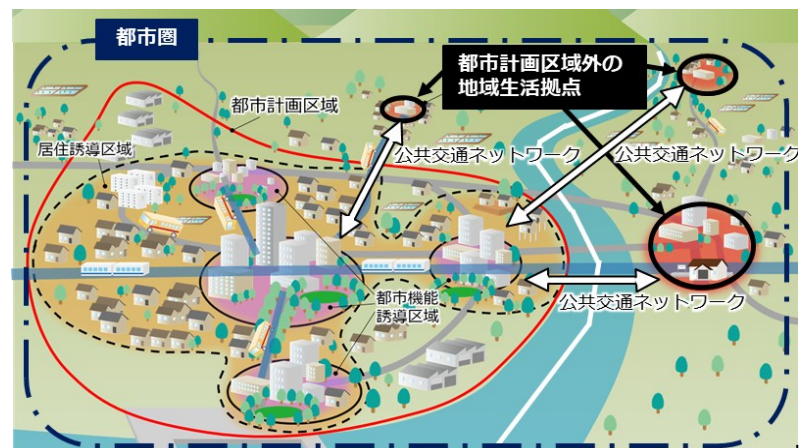 都市圏
都市計画区域外の
地域生活拠点
都市計画区域
居住誘導区域
公共交通ネットワーク
公共交通ネットワーク
都市機能
誘導区域
公共交通ネットワーク